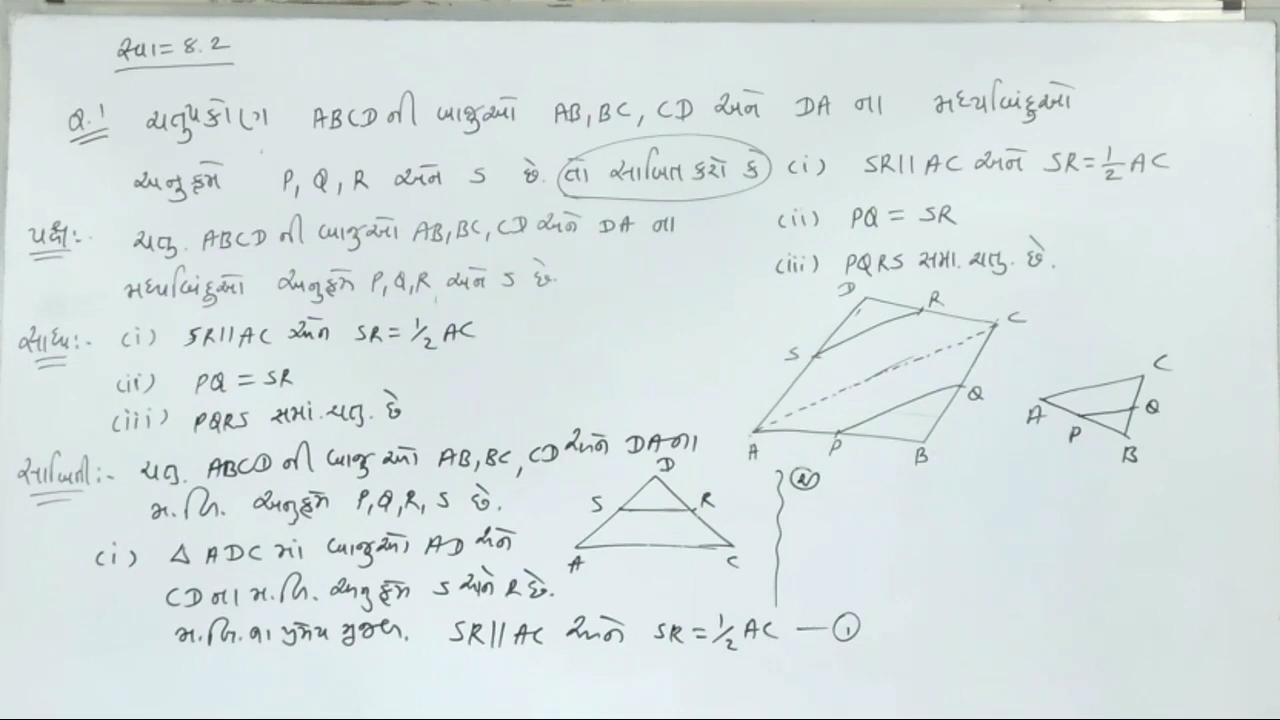 સ્વા = 8.2
Q.1 ચતુષ્કોણ ABCD ની બાજુઓ AB, BC, CD અને DA ના મધ્યબિંદુઓ
અનુક્રમે P, Q, R અને S છે. તો સાબિત કરો કે (i) SR || AC અને SR = 1/2 AC
(ii) PQ = SR
(iii) PQRS સમા. ચતુ. છે.
પક્ષ:- ચતુ. ABCD ની બાજુઓ AB, BC, CD અને DA ના
મધ્યબિંદુઓ અનુક્રમે P, Q, R અને S છે.
સાધ્ય:- (i) SR || AC અને SR = 1/2 AC
(ii) PQ = SR
(iii) PQRS સમાં. ચતુ. છે
સાબિતી:- ચતુ. ABCD ની બાજુઓ AB, BC, CD અને DA ના
મ.બિ. અનુક્રમે P, Q, R, S છે.
(i) △ ADC માં બાજુઓ AD અને
CD ના મ.બિ. અનુક્રમે S અને R છે.
મ.બિ. ના પ્રમેય મુજબ. SR || AC અને SR = 1/2 AC — ①
D R C
S Q
A P B
C
A Q
P B
D
S R
A C
②